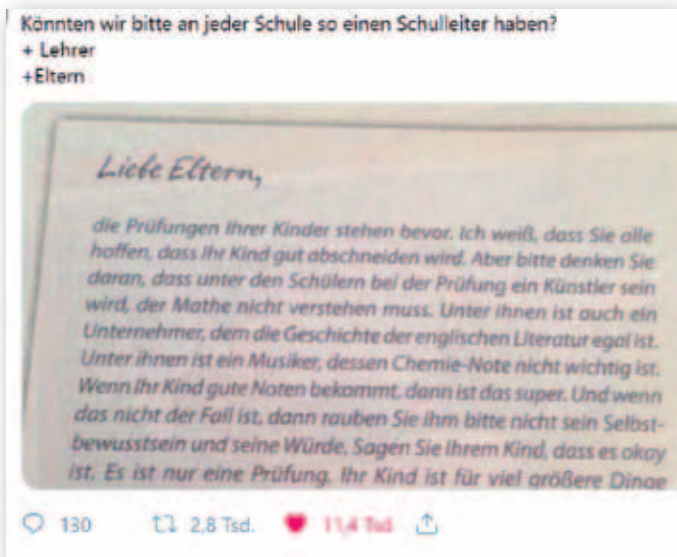 Könnten wir bitte an jeder Schule so einen Schulleiter haben?
+ Lehrer
+Eltern
Liebe Eltern,
die Prüfungen Ihrer Kinder stehen bevor. Ich weiß, dass Sie alle
hoffen, dass Ihr Kind gut abschneiden wird. Aber bitte denken Sie
daran, dass unter den Schülern bei der Prüfung ein Künstler sein
wird, der Mathe nicht verstehen muss. Unter ihnen ist auch ein
Unternehmer, dem die Geschichte der englischen Literatur egal ist.
Unter ihnen ist ein Musiker, dessen Chemie-Note nicht wichtig ist.
Wenn Ihr Kind gute Noten bekommt, dann ist das super. Und wenn
das nicht der Fall ist, dann rauben Sie ihm bitte nicht sein Selbst-
bewusstsein und seine Würde. Sagen Sie Ihrem Kind, dass es okay
ist. Es ist nur eine Prüfung. Ihr Kind ist für viel größere Dinge
130 2,8 Tsd. 11,4 Tsd.